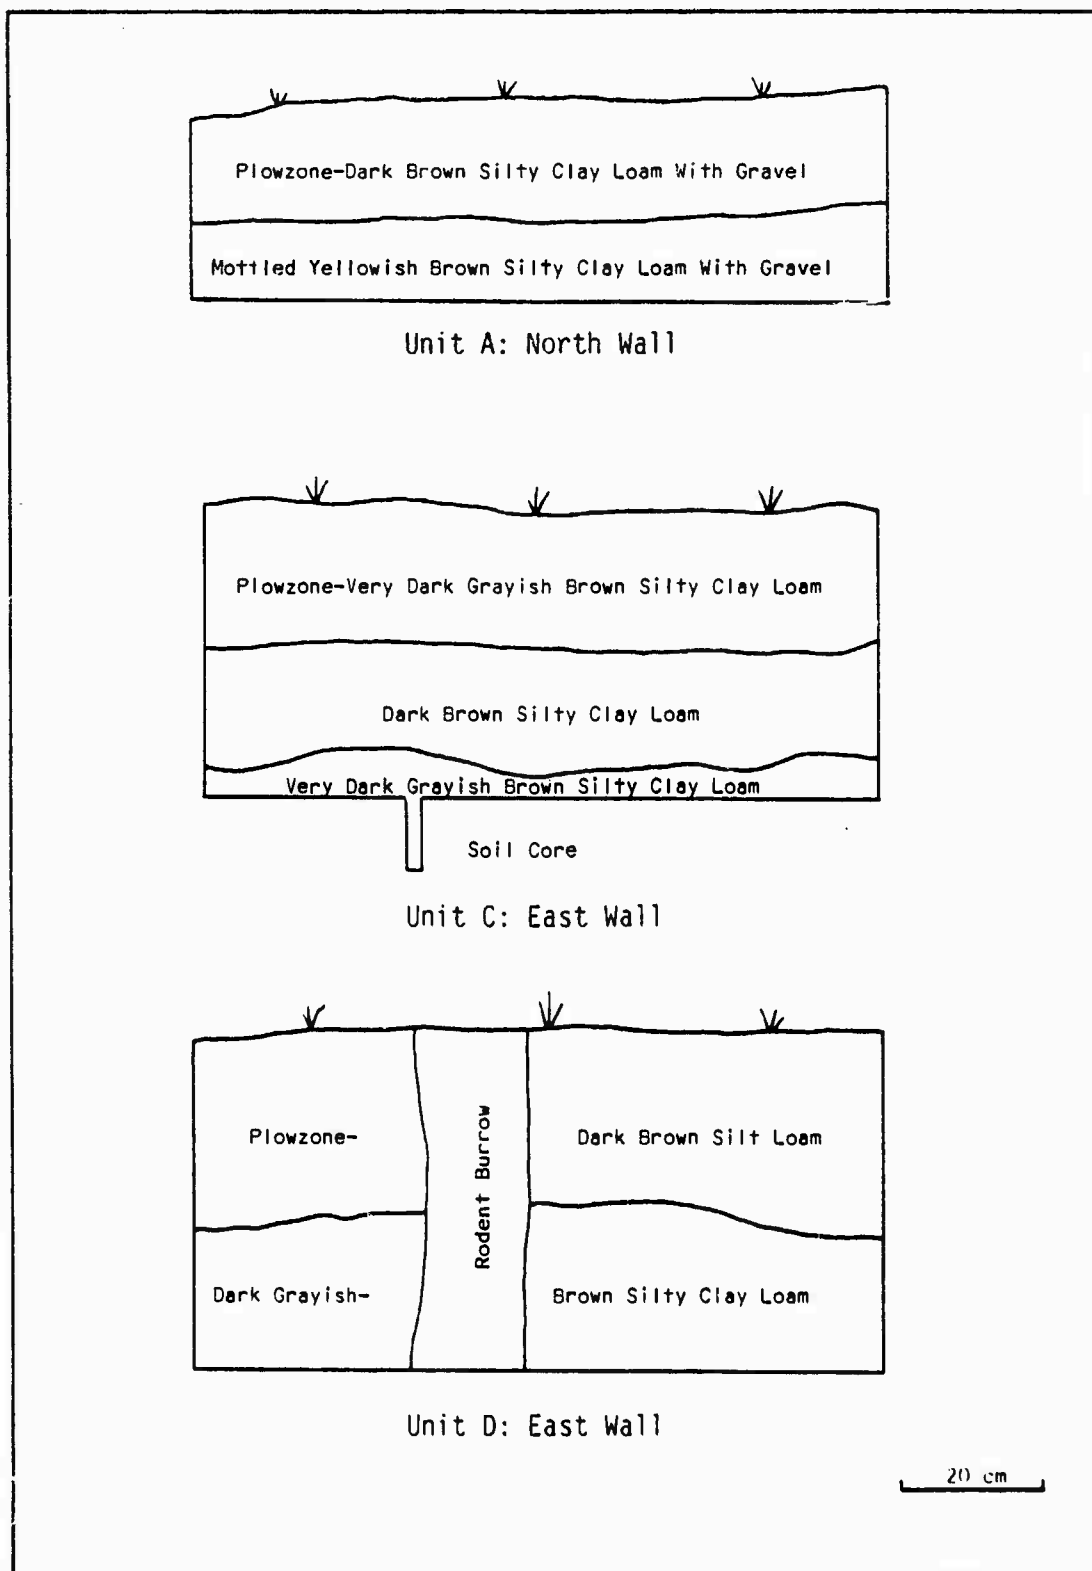 Plowzone-Dark Brown Silty Clay Loam With Gravel
Mottled Yellowish Brown Silty Clay Loam With Gravel
Unit A: North Wall
Plowzone-Very Dark Grayish Brown Silty Clay Loam
Dark Brown Silty Clay Loam
Very Dark Grayish Brown Silty Clay Loam
Soil Core
Unit C: East Wall
Plowzone-
Rodent Burrow
Dark Brown Silt Loam
Dark Grayish-
Brown Silty Clay Loam
Unit D: East Wall
20 cm